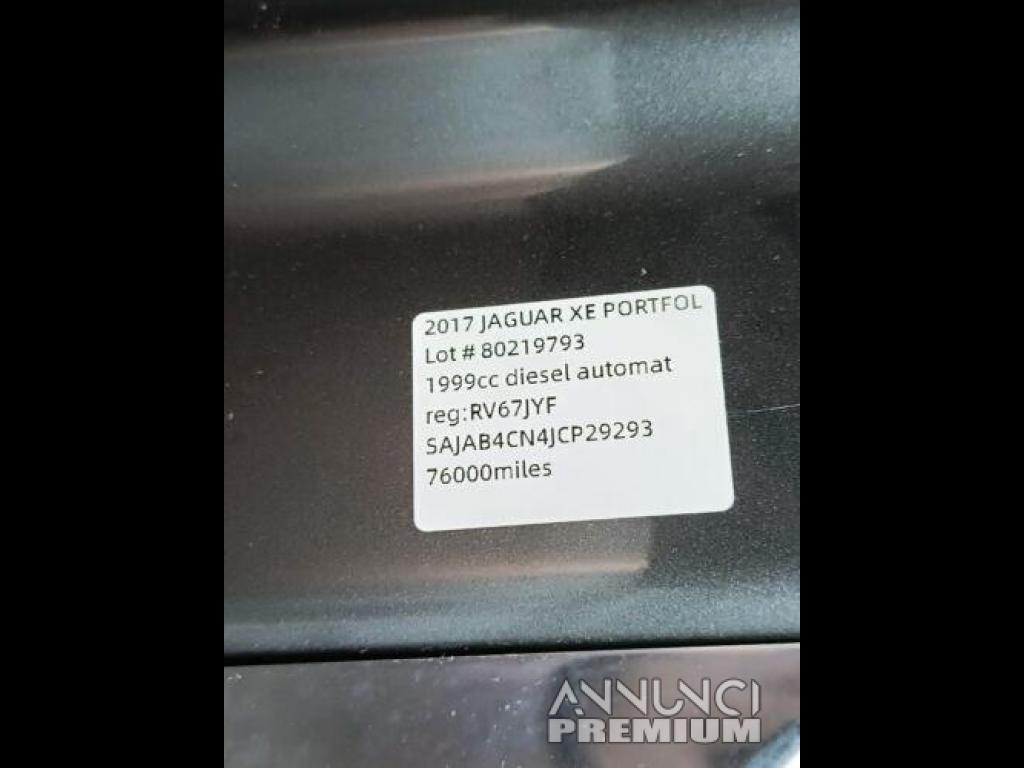 2017 JAGUAR XE PORTFOL
Lot # 80219793
1999cc diesel automat
reg:RV67JYF
SAJAB4CN4JCP29293
76000miles
ANNUNCI
PREMIUM